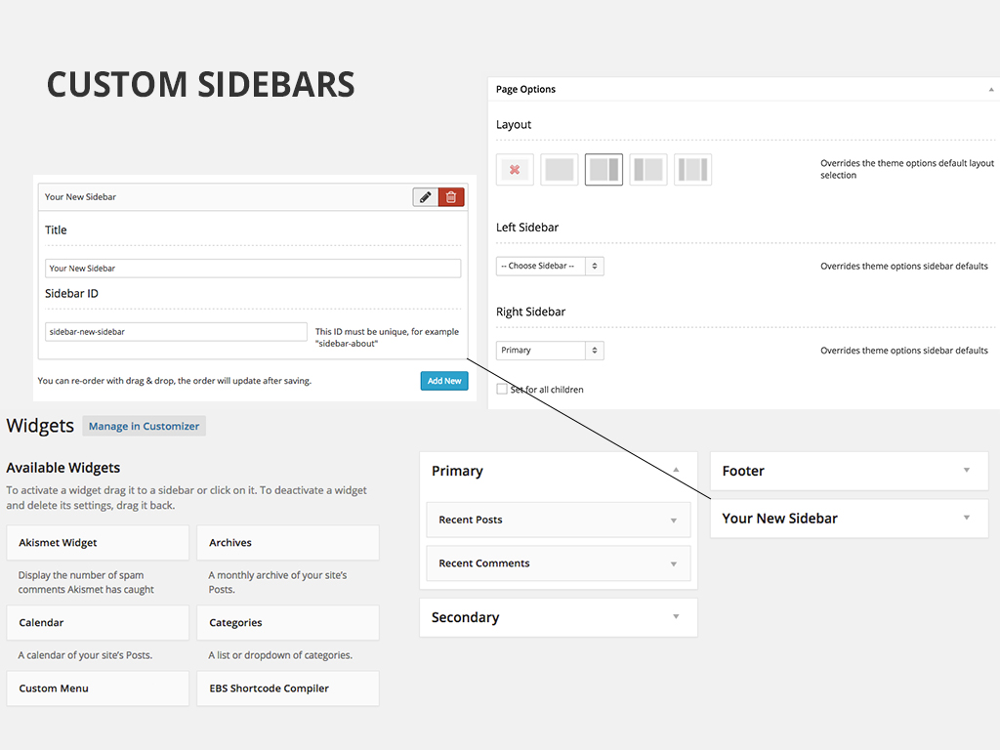 CUSTOM SIDEBARS
Your New Sidebar
Title
Your New Sidebar
Sidebar ID
sidebar-new-sidebar
This ID must be unique, for example
"sidebar-about"
You can re-order with drag & drop, the order will update after saving.
Add New
Page Options
Layout
Overrides the theme options default layout
selection
Left Sidebar
-- Choose Sidebar --
Overrides theme options sidebar defaults
Right Sidebar
Primary
Overrides theme options sidebar defaults
Set for all children
Widgets
Manage in Customizer
Available Widgets
To activate a widget drag it to a sidebar or click on it. To deactivate a widget
and delete its settings, drag it back.
Akismet Widget
Archives
Display the number of spam
comments Akismet has caught
A monthly archive of your site's
Posts.
Calendar
Categories
A calendar of your site's Posts.
A list or dropdown of categories.
Custom Menu
EBS Shortcode Compiler
Primary
Recent Posts
Recent Comments
Secondary
Footer
Your New Sidebar